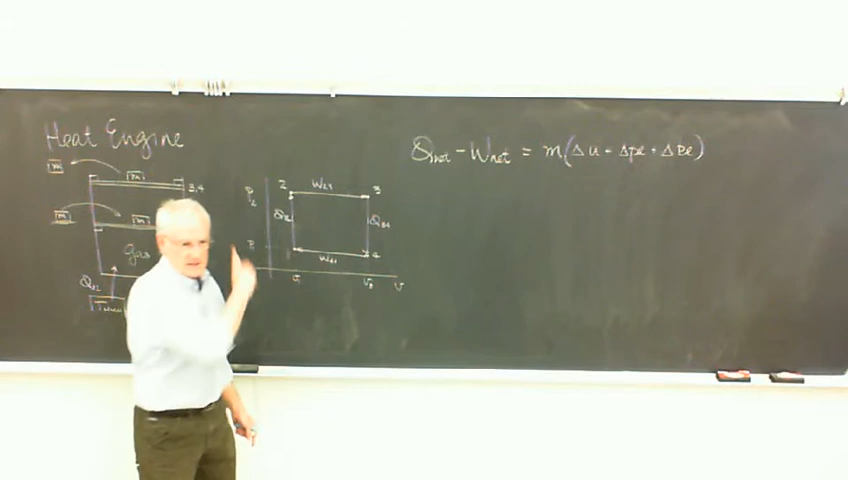 Heat Engine
m
m
3,4
m
m
gas
Q12
P2
P1
2
W23
3
Q12
Q34
1
W41
4
v1
v3
v
Qnet - Wnet = m(Δu + Δpe + Δke)